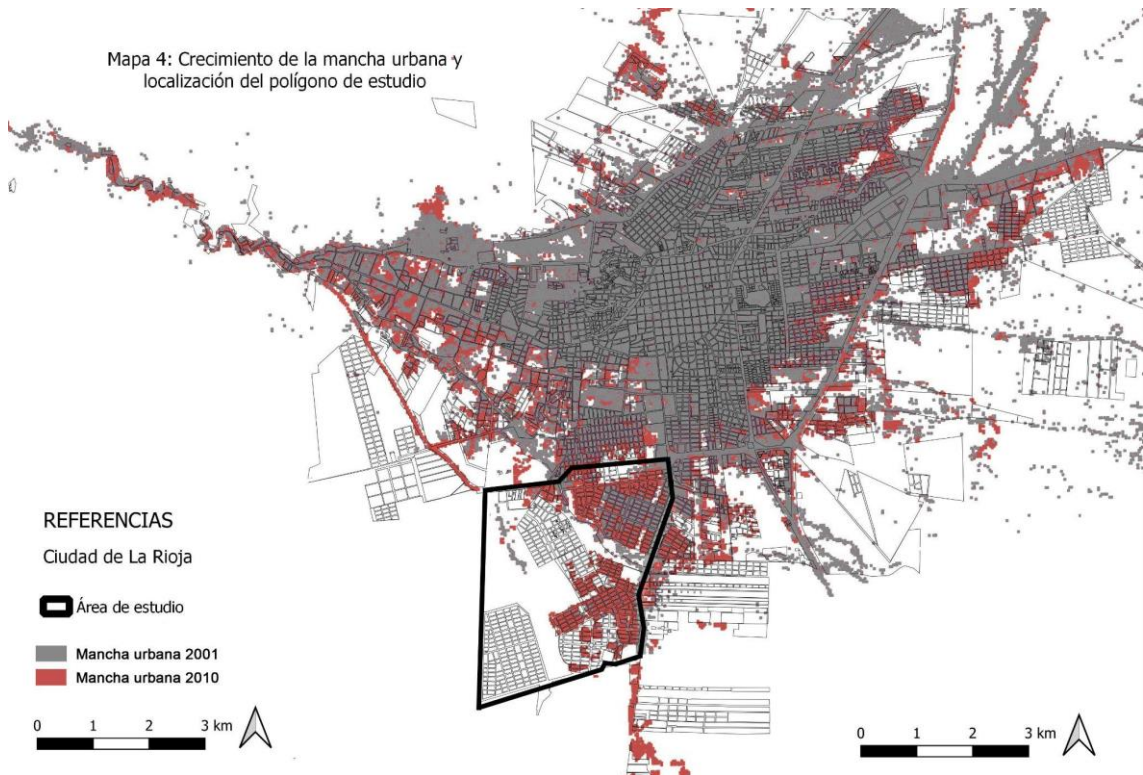 Mapa 4: Crecimiento de la mancha urbana y
localización del polígono de estudio
REFERENCIAS
Ciudad de La Rioja
Área de estudio
Mancha urbana 2001
Mancha urbana 2010
0 1 2 3 km
0 1 2 3 km